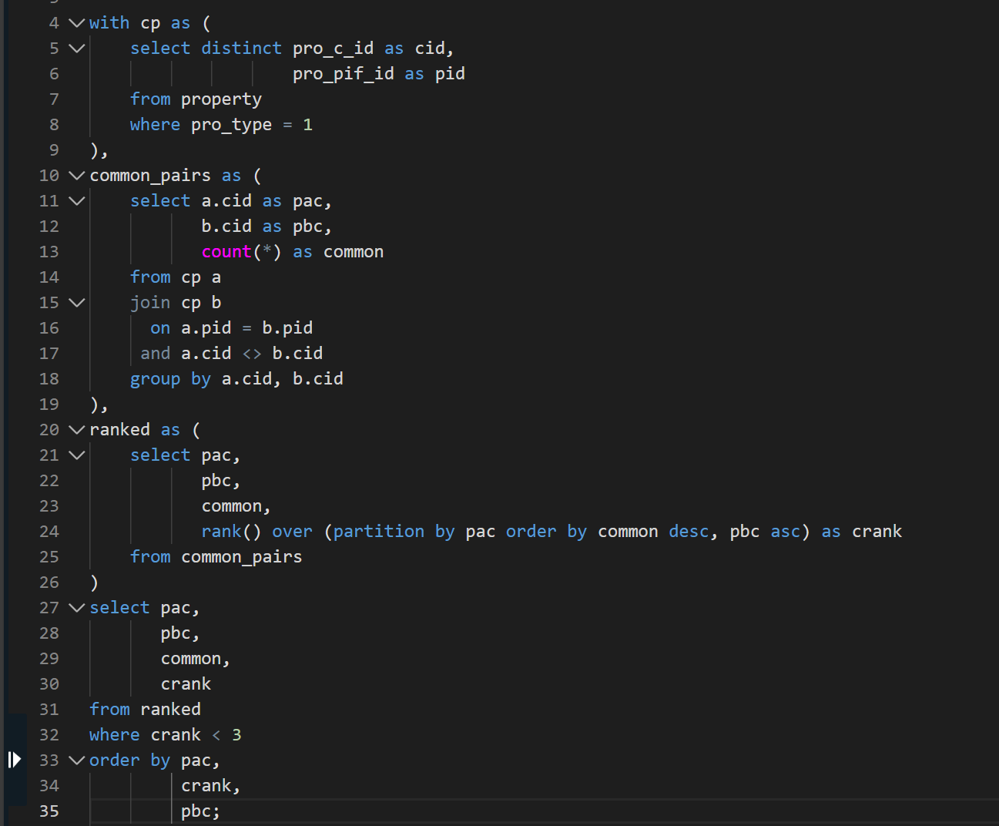 4 with cp as (
5 select distinct pro_c_id as cid,
6 pro_pif_id as pid
7 from property
8 where pro_type = 1
9 ),
10 common_pairs as (
11 select a.cid as pac,
12 b.cid as pbc,
13 count(*) as common
14 from cp a
15 join cp b
16 on a.pid = b.pid
17 and a.cid <> b.cid
18 group by a.cid, b.cid
19 ),
20 ranked as (
21 select pac,
22 pbc,
23 common,
24 rank() over (partition by pac order by common desc, pbc asc) as crank
25 from common_pairs
26 )
27 select pac,
28 pbc,
29 common,
30 crank
31 from ranked
32 where crank < 3
33 order by pac,
34 crank,
35 pbc;